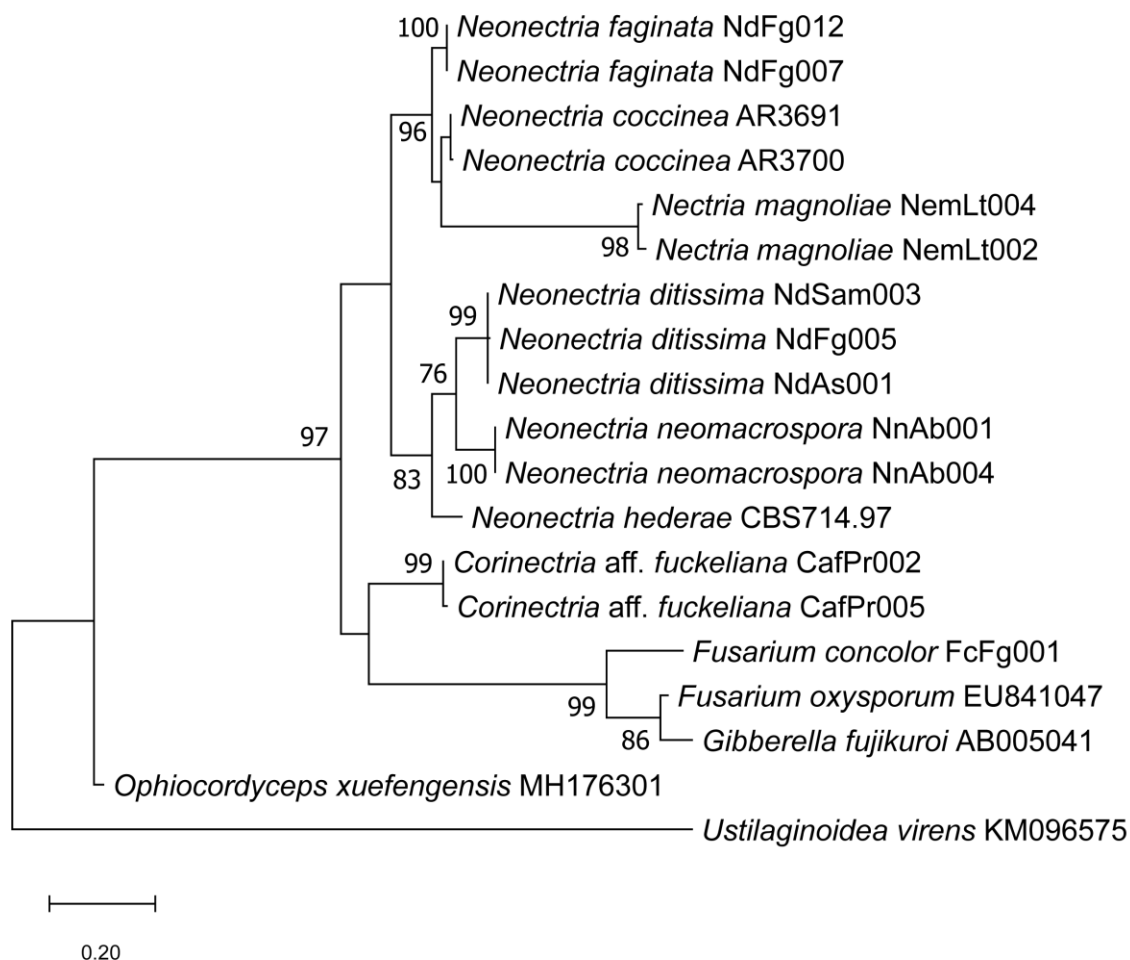 100
Neonectria faginata NdFg012
Neonectria faginata NdFg007
Neonectria coccinea AR3691
96
Neonectria coccinea AR3700
Nectria magnoliae NemLt004
98
Nectria magnoliae NemLt002
Neonectria ditissima NdSam003
99
Neonectria ditissima NdFg005
76
Neonectria ditissima NdAs001
Neonectria neomacrospora NnAb001
97
83
100
Neonectria neomacrospora NnAb004
Neonectria hederae CBS714.97
99
Corinectria aff. fuckeliana CafPr002
Corinectria aff. fuckeliana CafPr005
Fusarium concolor FcFg001
99
Fusarium oxysporum EU841047
86
Gibberella fujikuroi AB005041
Ophiocordyceps xuefengensis MH176301
Ustilaginoidea virens KM096575
0.20